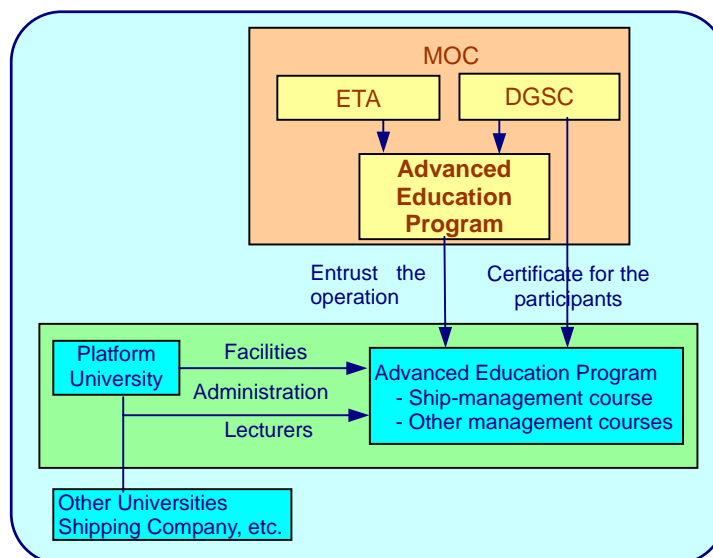 MOC
ETA
DGSC
Advanced
Education
Program
Entrust the
operation
Certificate for the
participants
Platform
University
Facilities
Administration
Lecturers
Advanced Education Program
- Ship-management course
- Other management courses
Other Universities
Shipping Company, etc.